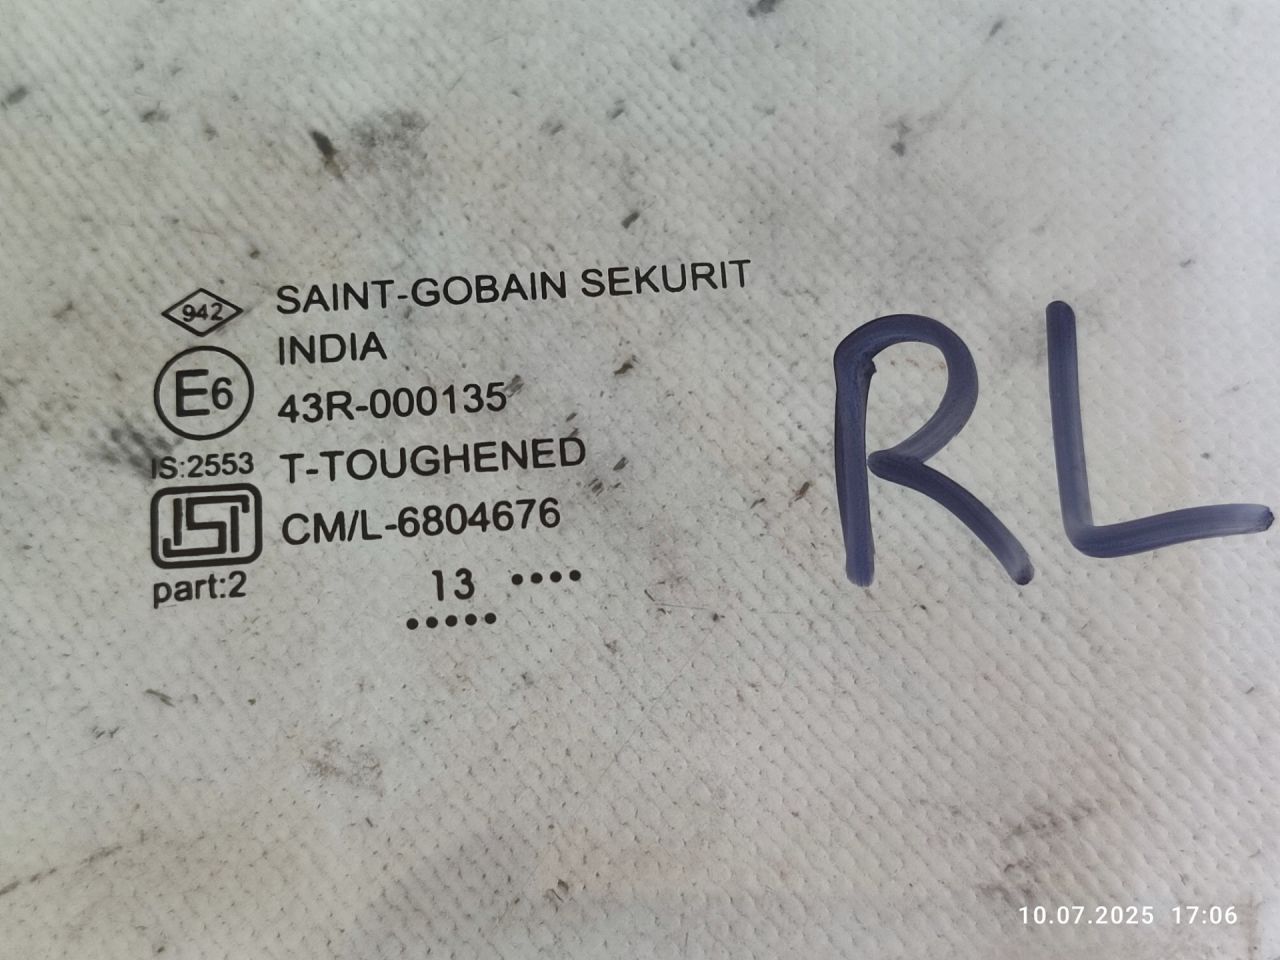 942
SAINT-GOBAIN SEKURIT
INDIA
E6
43R-000135
IS:2553
T-TOUGHENED
ISI
CM/L-6804676
part:2
13 ....
.....
RL
10.07.2025 17:06